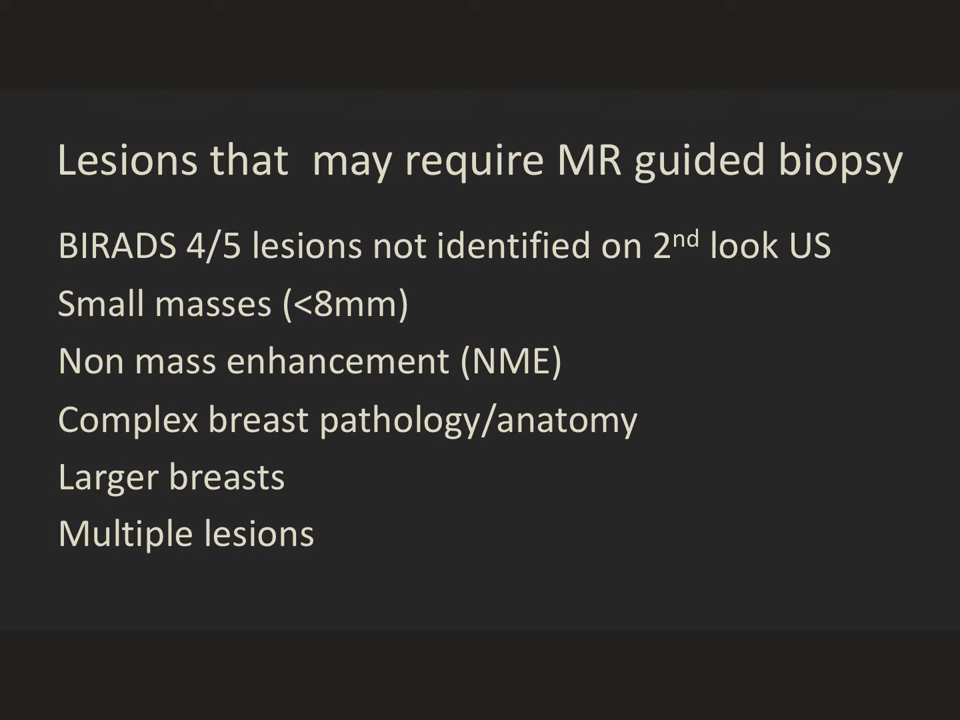 Lesions that  may require MR guided biopsy
BIRADS 4/5 lesions not identified on 2nd look US
Small masses (<8mm)
Non mass enhancement (NME)
Complex breast pathology/anatomy
Larger breasts
Multiple lesions